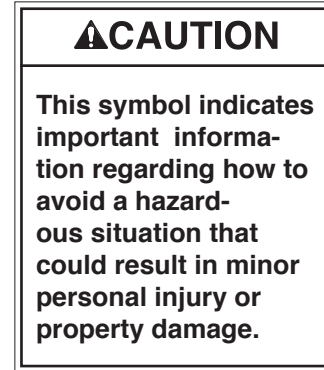 ⚠CAUTION
This symbol indicates
important informa-
tion regarding how to
avoid a hazard-
ous situation that
could result in minor
personal injury or
property damage.